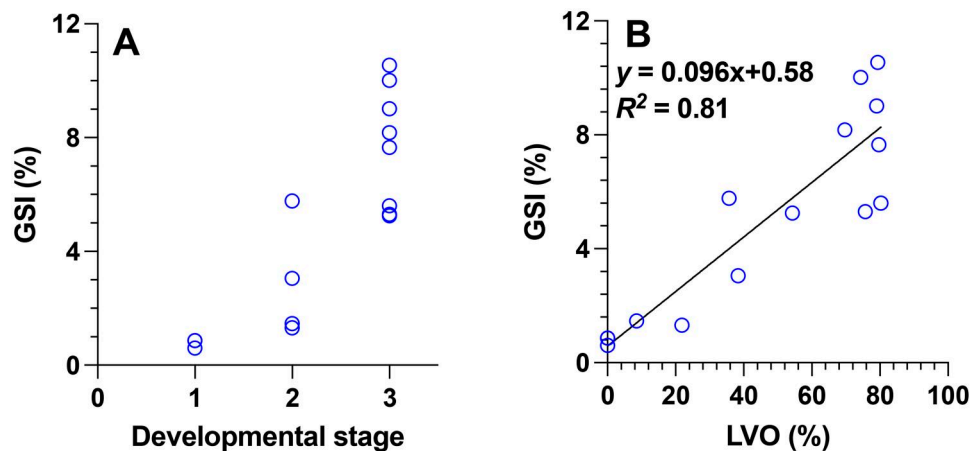 A
12
8
4
0
GSI (%)
0 1 2 3
Developmental stage
B
y = 0.096x+0.58
R² = 0.81
12
8
4
0
GSI (%)
0 20 40 60 80 100
LVO (%)